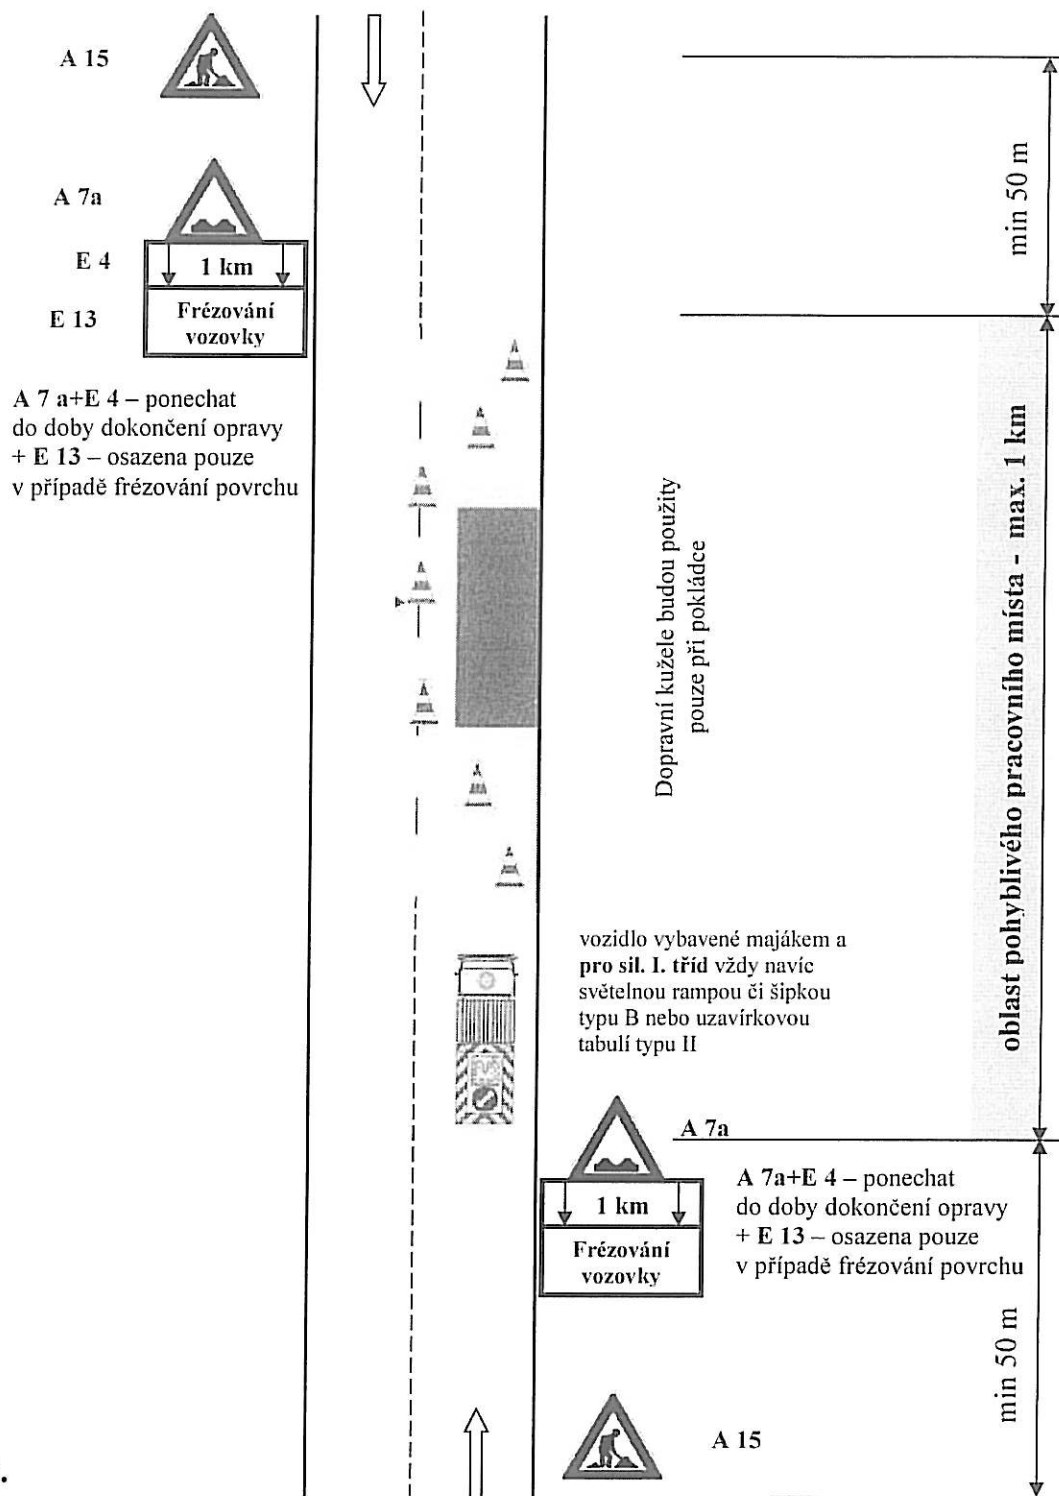 A 15
A 7a
E 4
1 km
E 13
Frézování
vozovky
A 7 a+E 4 – ponechat
do doby dokončení opravy
+ E 13 – osazena pouze
v případě frézování povrchu
min 50 m
Dopravní kužele budou použity
pouze při pokládce
oblast pohyblivého pracovního místa - max. 1 km
vozidlo vybavené majákem a
pro sil. I. tříd vždy navíc
světelnou rampou či šipkou
typu B nebo uzavírkovou
tabulí typu II
A 7a
1 km
Frézování
vozovky
A 7a+E 4 – ponechat
do doby dokončení opravy
+ E 13 – osazena pouze
v případě frézování povrchu
min 50 m
A 15